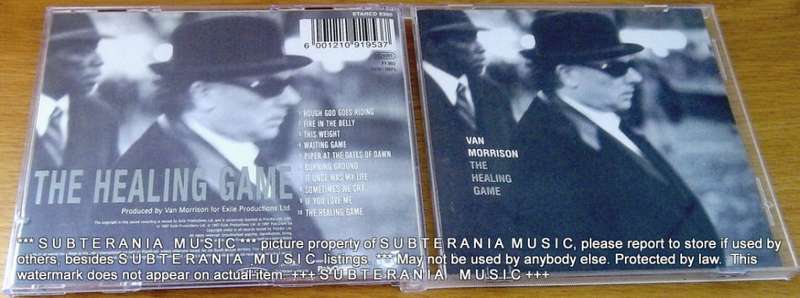 STARCD 6360
6 001210 919537
1 ROUGH GOD GOES RIDING
2 FIRE IN THE BELLY
3 THIS WEIGHT
4 WAITING GAME
5 PIPER AT THE GATES OF DAWN
6 BURNING GROUND
7 IT ONCE WAS MY LIFE
8 SOMETIMES WE CRY
9 IF YOU LOVE ME
10 THE HEALING GAME
THE HEALING GAME
Produced by Van Morrison for Exile Productions Ltd.
VAN
MORRISON
THE
HEALING
GAME
*** S U B T E R A N I A   M U S I C *** picture property of S U B T E R A N I A M U S I C, please report to store if used by
others, besides S U B T E R A N I A   M U S I C   listings. *** May not be used by anybody else. Protected by law.   This
watermark does not appear on actual item. +++ S U B T E R A N I A   M U S I C +++